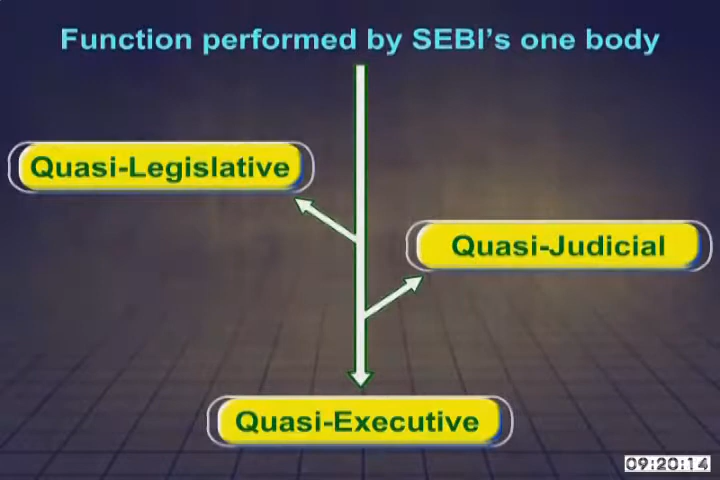 Function performed by SEBI's one body
Quasi-Legislative
Quasi-Judicial
Quasi-Executive
09:20:14